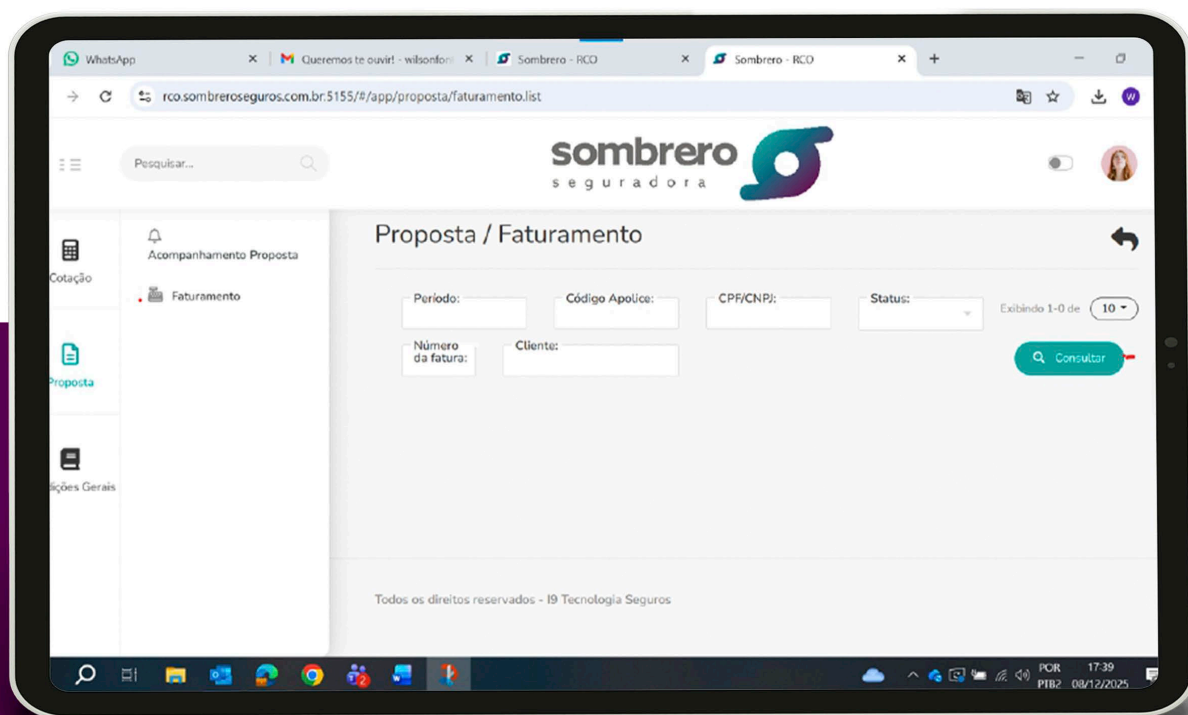 WhatsApp
Queremos te ouvir! - wilsonfon
Sombrero - RCO
Sombrero - RCO
rco.sombreroseguros.com.br:5155/#/app/proposta/faturamento.list
W
Pesquisar...
sombrero
seguradora
Cotação
Proposta
ições Gerais
Acompanhamento Proposta
Faturamento
Proposta / Faturamento
Período:
Código Apolice:
CPF/CNPJ:
Status:
Exibindo 1-0 de
10
Número
da fatura:
Cliente:
Consultar
Todos os direitos reservados - I9 Tecnologia Seguros
POR
PTB2
17:39
08/12/2025